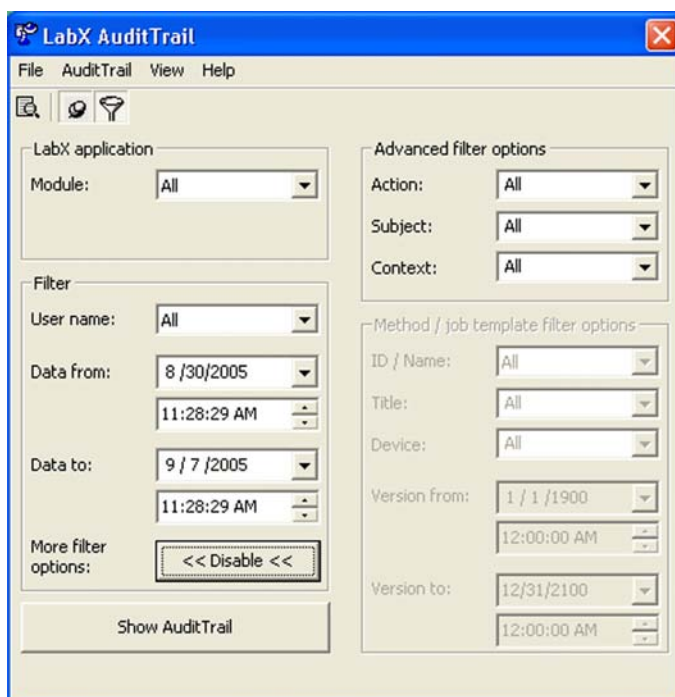 LabX AuditTrail
File AuditTrail View Help
LabX application
Module: All
Filter
User name: All
Data from: 8 /30/2005
11:28:29 AM
Data to: 9 / 7 /2005
11:28:29 AM
More filter
options: << Disable <<
Show AuditTrail
Advanced filter options
Action: All
Subject: All
Context: All
Method / job template filter options
ID / Name: All
Title: All
Device: All
Version from: 1 / 1 /1900
12:00:00 AM
Version to: 12/31/2100
12:00:00 AM